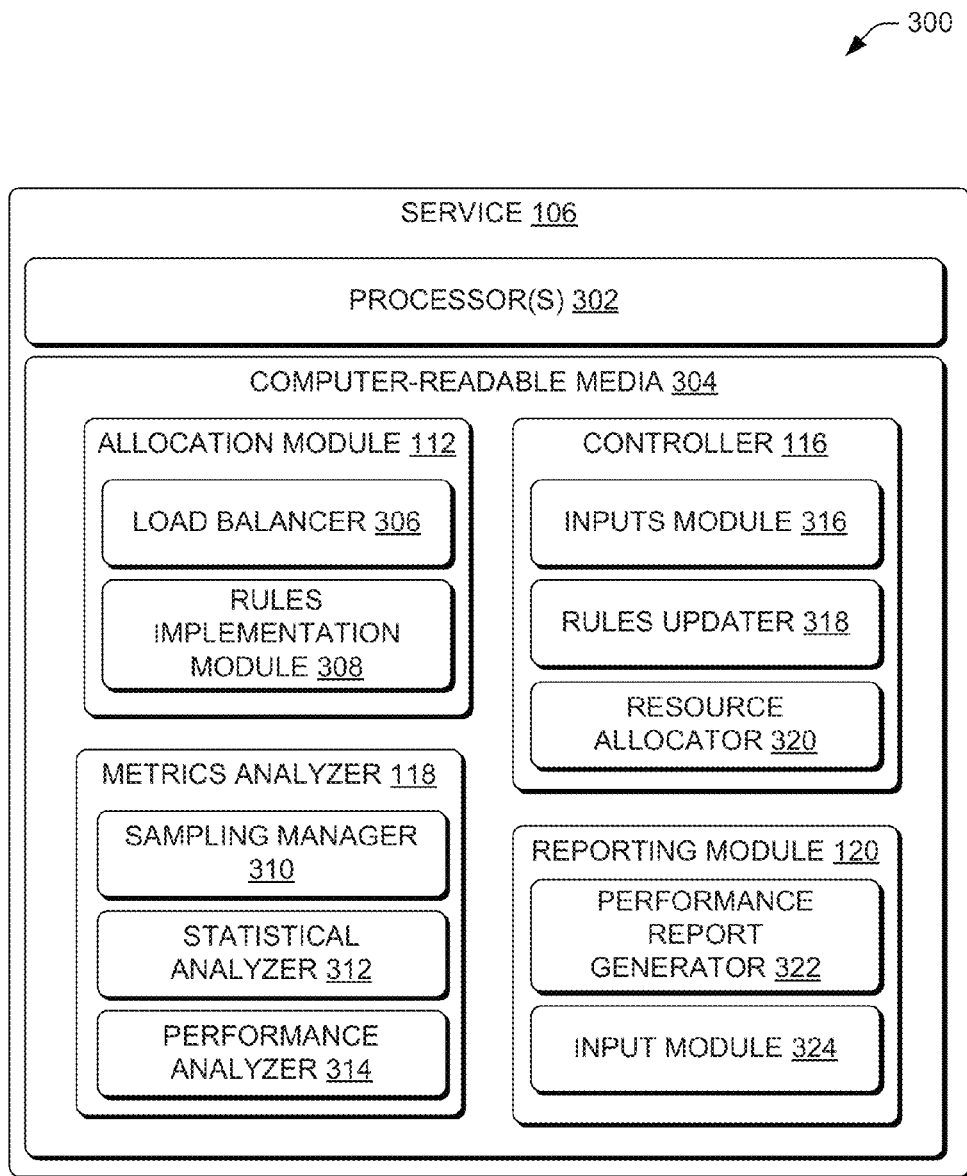 300
SERVICE 106
PROCESSOR(S) 302
COMPUTER-READABLE MEDIA 304
ALLOCATION MODULE 112
LOAD BALANCER 306
RULES
IMPLEMENTATION
MODULE 308
METRICS ANALYZER 118
SAMPLING MANAGER
310
STATISTICAL
ANALYZER 312
PERFORMANCE
ANALYZER 314
CONTROLLER 116
INPUTS MODULE 316
RULES UPDATER 318
RESOURCE
ALLOCATOR 320
REPORTING MODULE 120
PERFORMANCE
REPORT
GENERATOR 322
INPUT MODULE 324